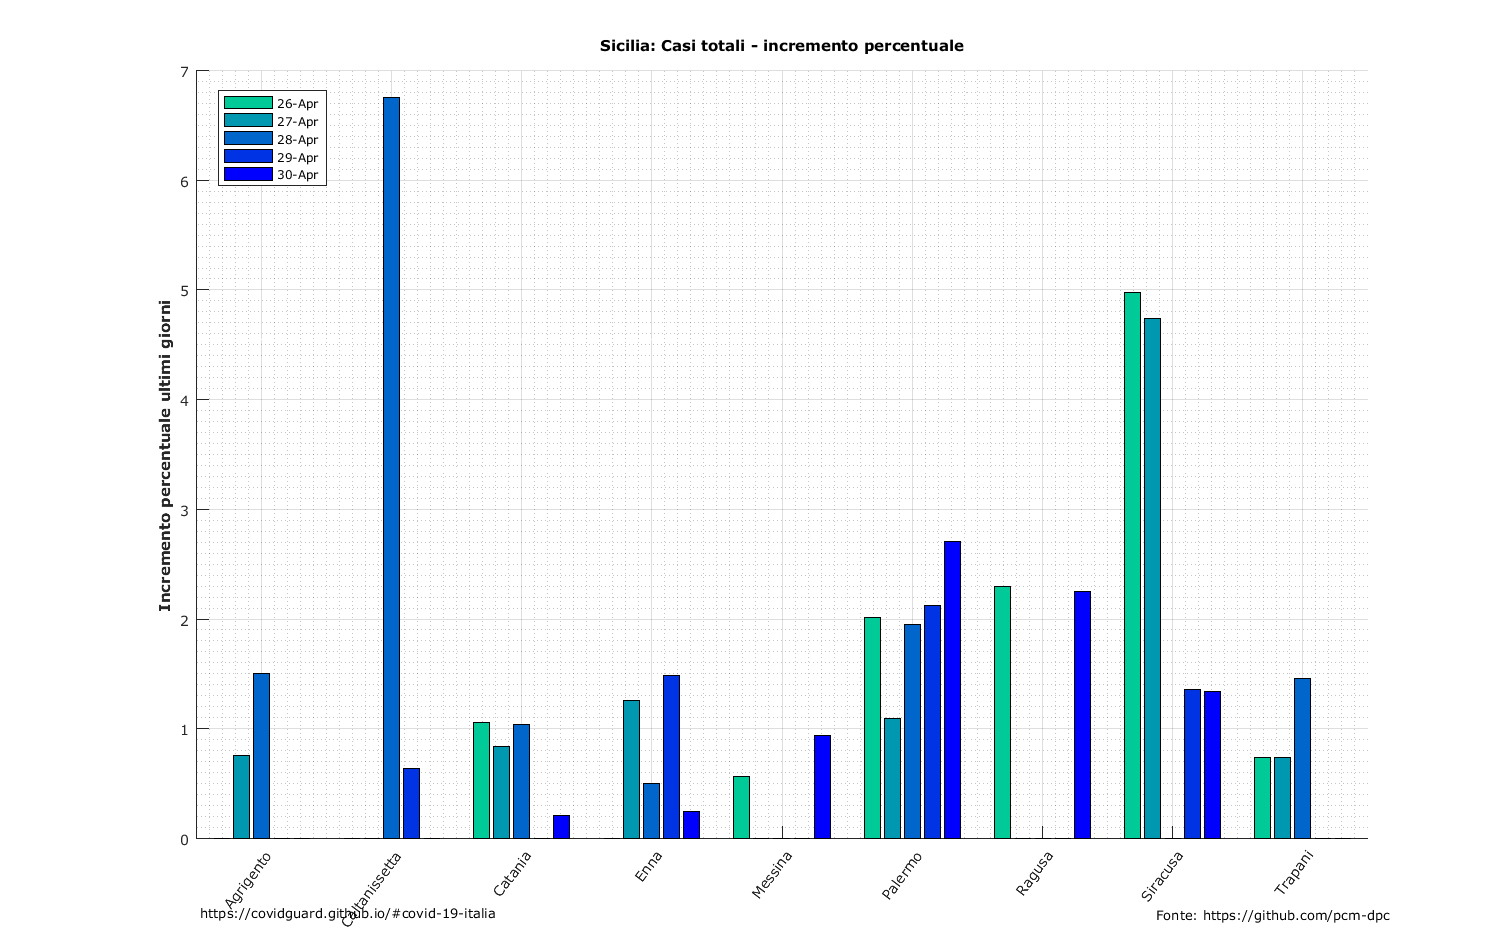 Sicilia: Casi totali - incremento percentuale
7
6
5
4
3
2
1
0
Incremento percentuale ultimi giorni
26-Apr
27-Apr
28-Apr
29-Apr
30-Apr
Agrigento
Caltanissetta
Catania
Enna
Messina
Palermo
Ragusa
Siracusa
Trapani
https://covidguard.github.io/#covid-19-italia
Fonte: https://github.com/pcm-dpc